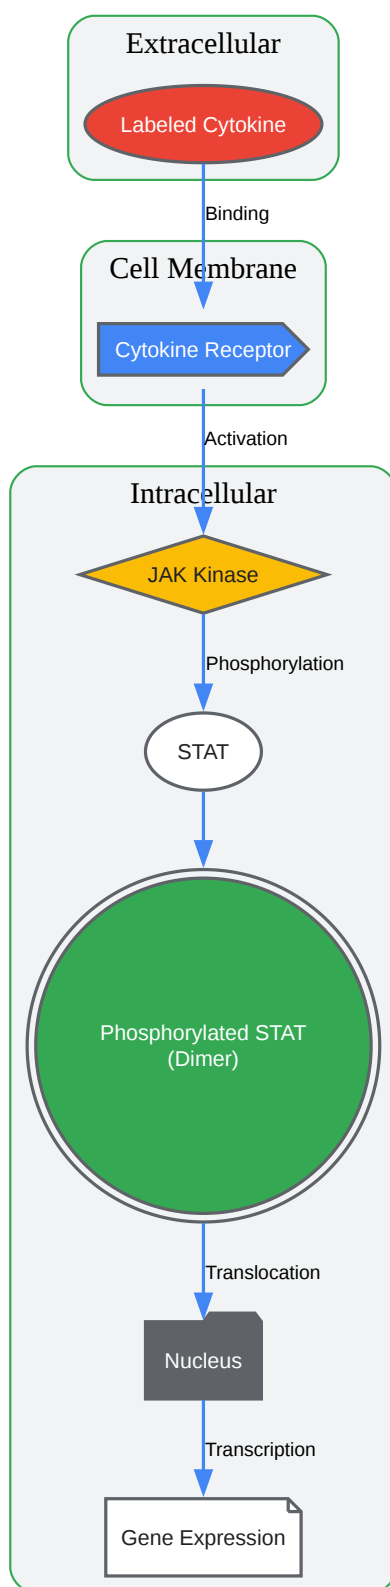 Extracellular
Labeled Cytokine
Binding
Cell Membrane
Cytokine Receptor
Activation
Intracellular
JAK Kinase
Phosphorylation
STAT
Phosphorylated STAT
(Dimer)
Translocation
Nucleus
Transcription
Gene Expression